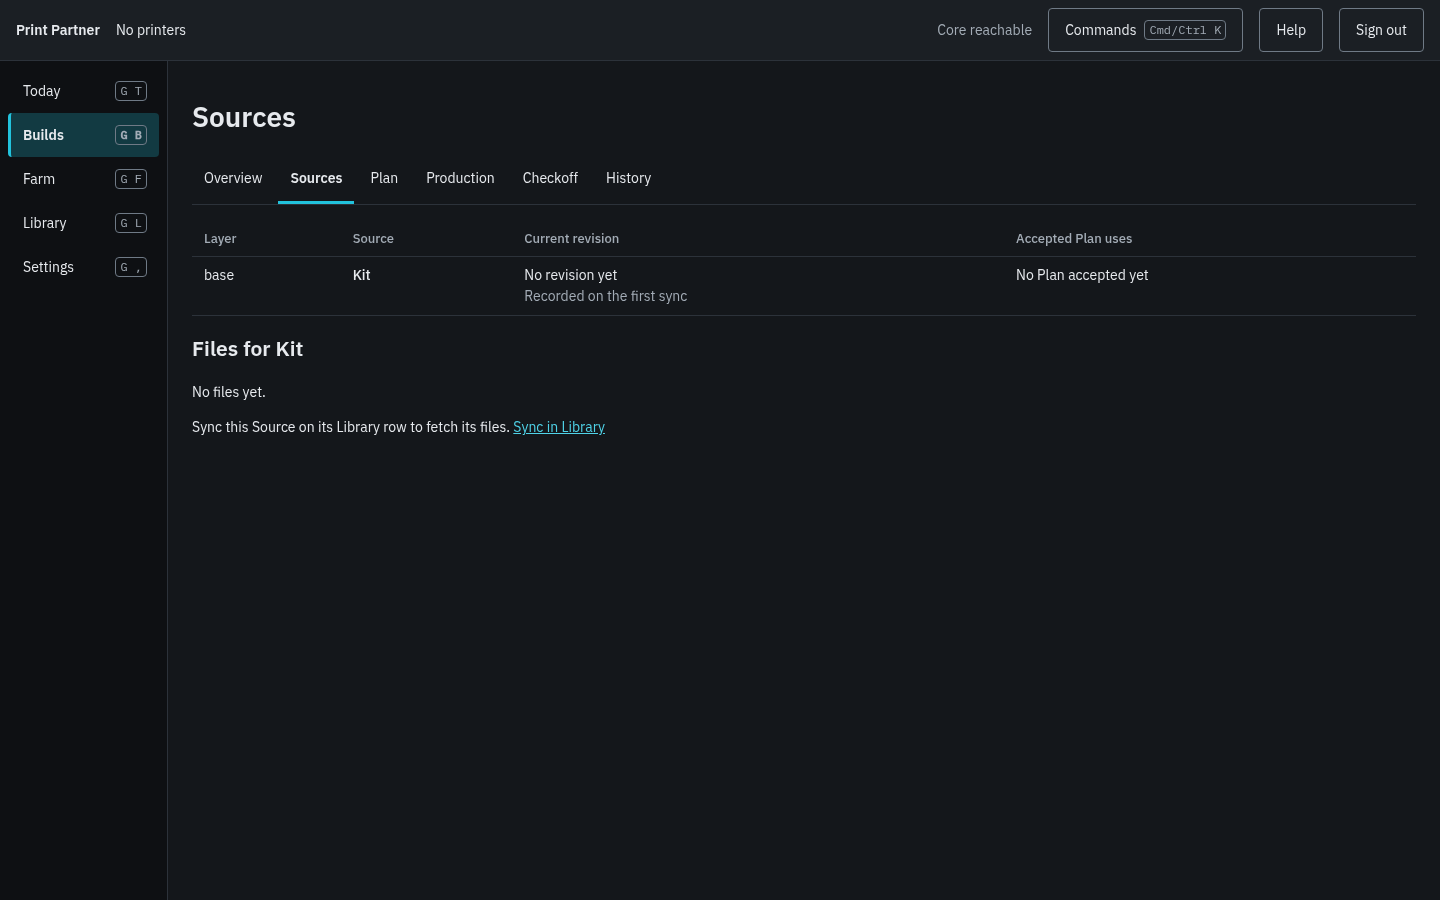 Print Partner No printers Core reachable Commands Cmd/Ctrl K Help Sign out
Today G T
Builds G B
Farm G F
Library G L
Settings G ,
Sources
Overview Sources Plan Production Checkoff History
Layer Source Current revision Accepted Plan uses
base Kit No revision yet No Plan accepted yet
Recorded on the first sync
Files for Kit
No files yet.
Sync this Source on its Library row to fetch its files. Sync in Library